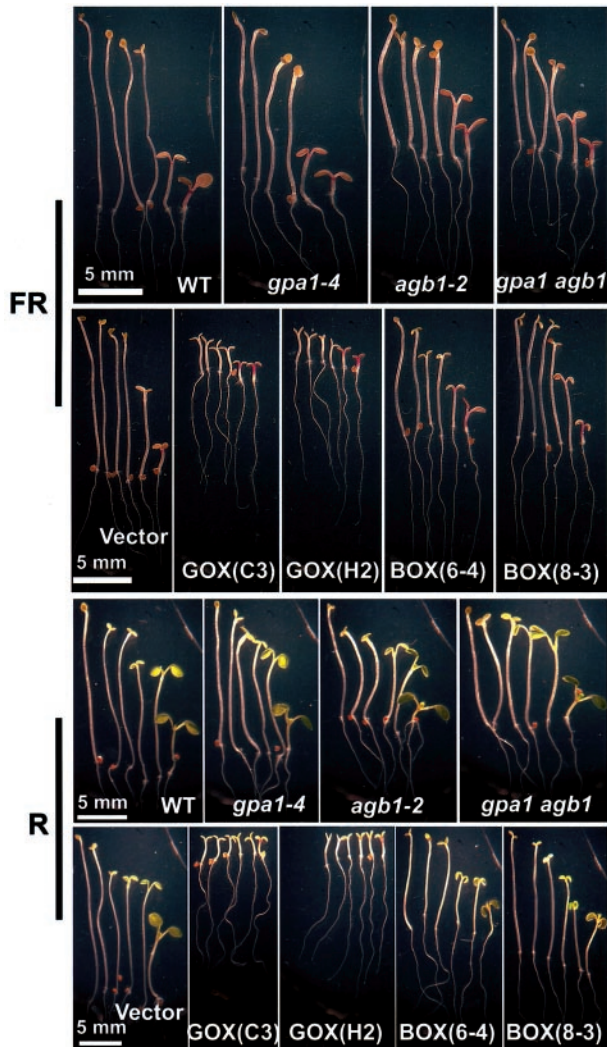 FR
5 mm
WT
gpa1-4
agb1-2
gpa1 agb1
Vector
5 mm
GOX(C3)
GOX(H2)
BOX(6-4)
BOX(8-3)
R
5 mm
WT
gpa1-4
agb1-2
gpa1 agb1
Vector
5 mm
GOX(C3)
GOX(H2)
BOX(6-4)
BOX(8-3)